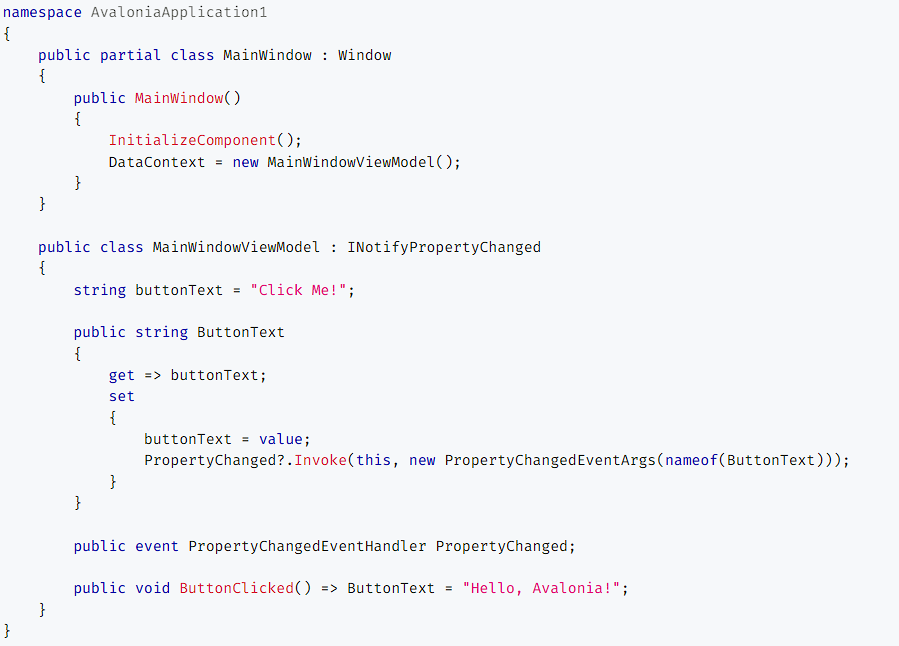 namespace AvaloniaApplication1
{
    public partial class MainWindow : Window
    {
        public MainWindow()
        {
            InitializeComponent();
            DataContext = new MainWindowViewModel();
        }
    }

    public class MainWindowViewModel : INotifyPropertyChanged
    {
        string buttonText = "Click Me!";

        public string ButtonText
        {
            get => buttonText;
            set
            {
                buttonText = value;
                PropertyChanged?.Invoke(this, new PropertyChangedEventArgs(nameof(ButtonText)));
            }
        }

        public event PropertyChangedEventHandler PropertyChanged;

        public void ButtonClicked() => ButtonText = "Hello, Avalonia!";
    }
}